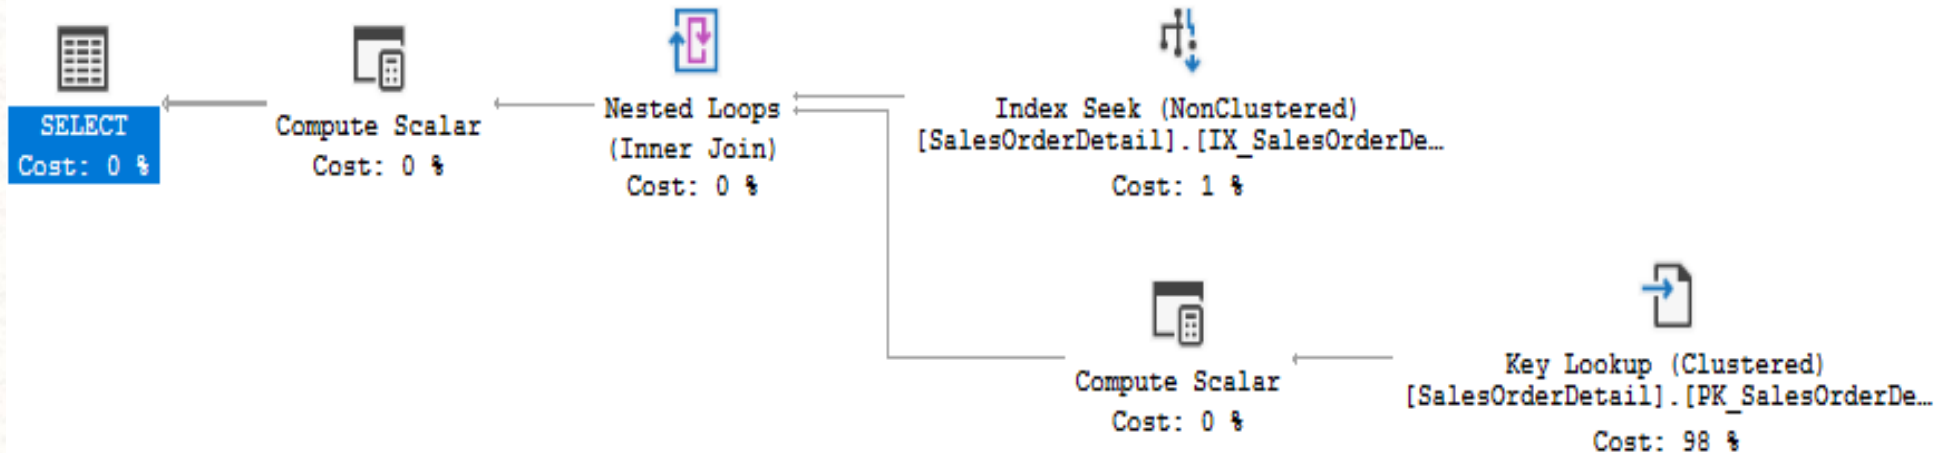 SELECT
Cost: 0 %
Compute Scalar
Cost: 0 %
Nested Loops
(Inner Join)
Cost: 0 %
Index Seek (NonClustered)
[SalesOrderDetail].[IX_SalesOrderDe…
Cost: 1 %
Compute Scalar
Cost: 0 %
Key Lookup (Clustered)
[SalesOrderDetail].[PK_SalesOrderDe…
Cost: 98 %